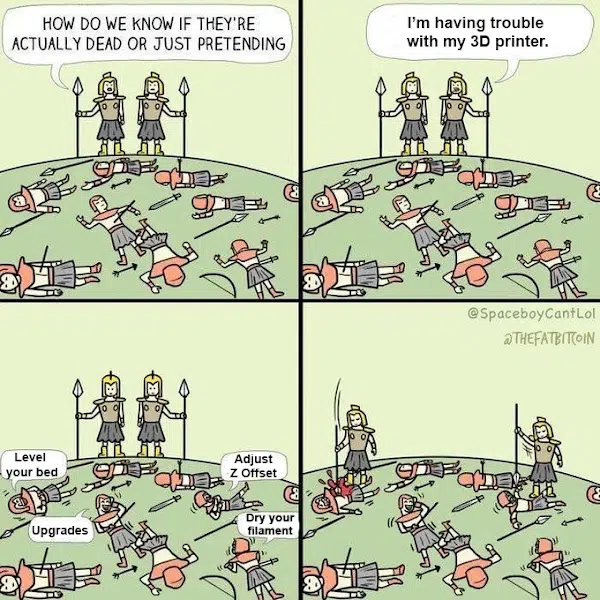 HOW DO WE KNOW IF THEY'RE
ACTUALLY DEAD OR JUST PRETENDING
I'm having trouble
with my 3D printer.
@SpaceboyCantLol
@THEFATBITCOIN
Level
your bed
Adjust
Z Offset
Upgrades
Dry your
filament